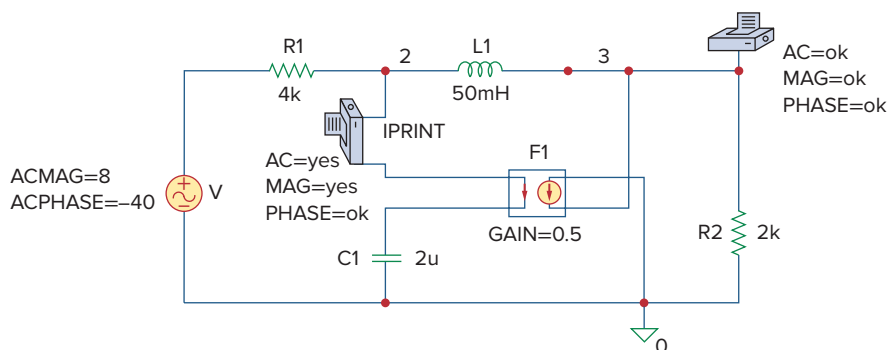 R1
4k
2
L1
50mH
3
AC=ok
MAG=ok
PHASE=ok
IPRINT
AC=yes
MAG=yes
PHASE=ok
F1
GAIN=0.5
ACMAG=8
ACPHASE=–40
V
C1
2u
R2
2k
0